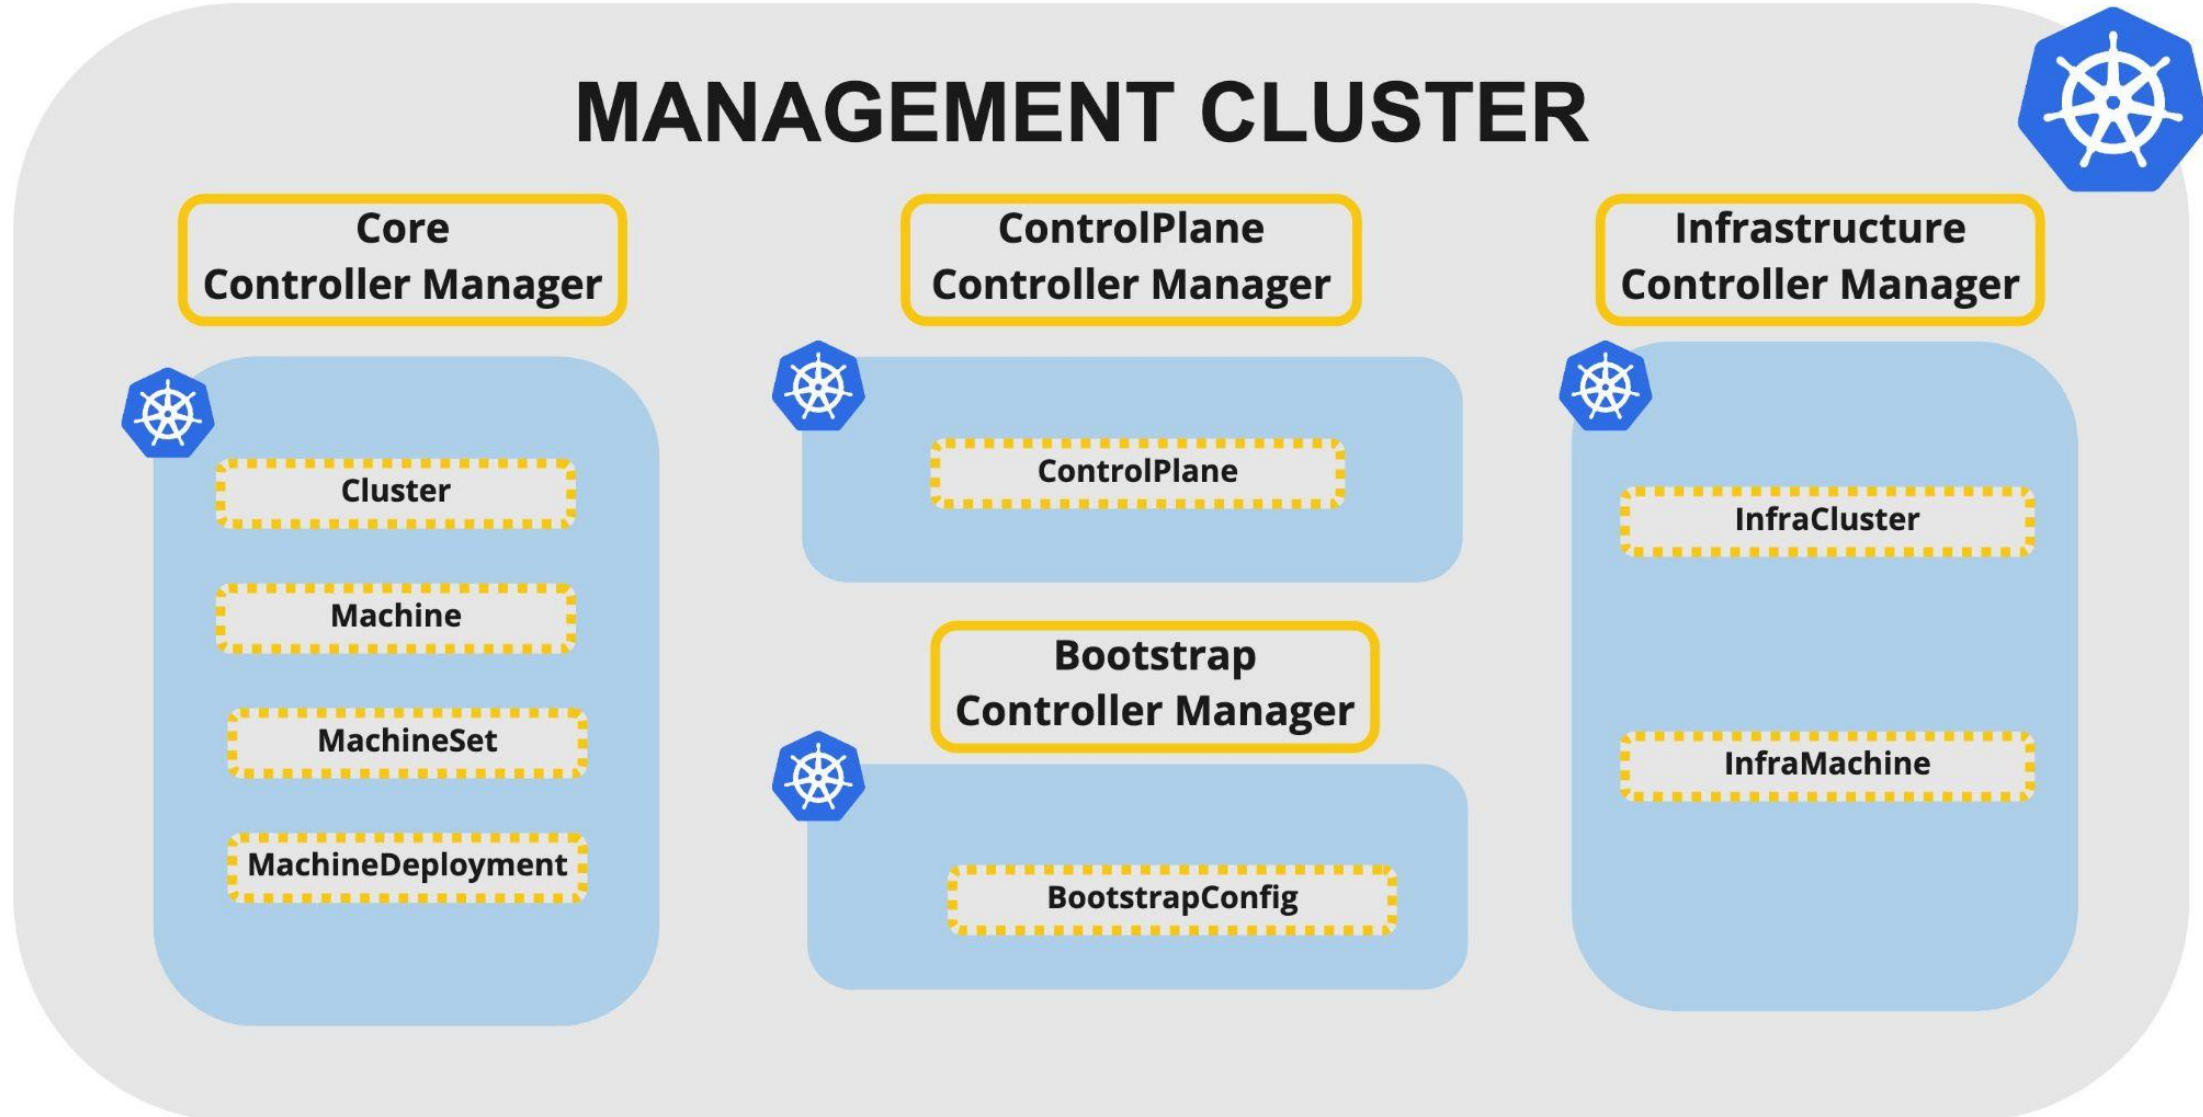 MANAGEMENT CLUSTER
Core
Controller Manager
Cluster
Machine
MachineSet
MachineDeployment
ControlPlane
Controller Manager
ControlPlane
Bootstrap
Controller Manager
BootstrapConfig
Infrastructure
Controller Manager
InfraCluster
InfraMachine